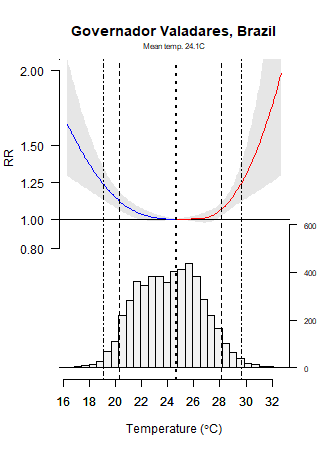 Governador Valadares, Brazil
Mean temp. 24.1C
2.00
1.50
1.25
1.00
0.80
RR
600
400
200
0
16 18 20 22 24 26 28 30 32
Temperature (°C)